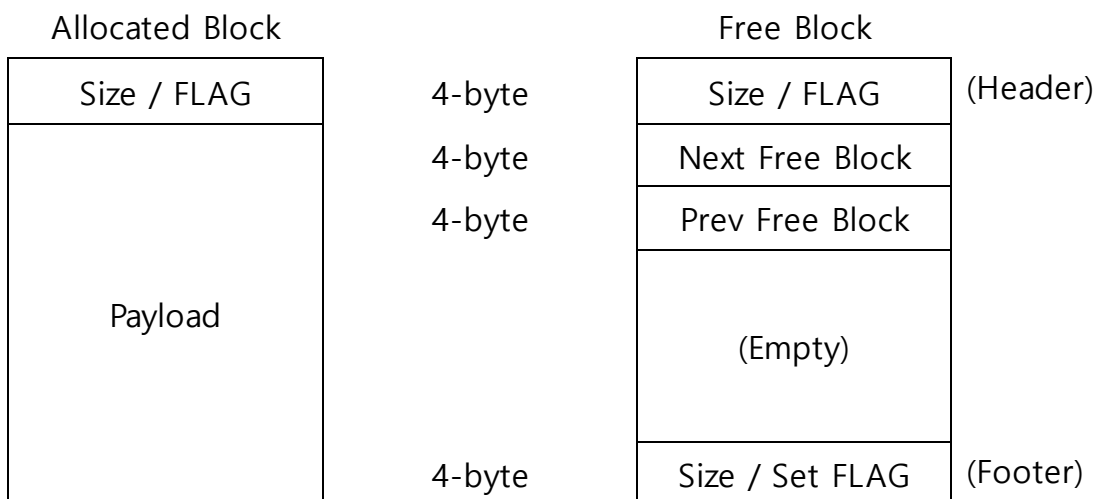 Allocated Block
Free Block
Size / FLAG
4-byte
Size / FLAG
(Header)
4-byte
Next Free Block
4-byte
Prev Free Block
Payload
(Empty)
4-byte
Size / Set FLAG
(Footer)